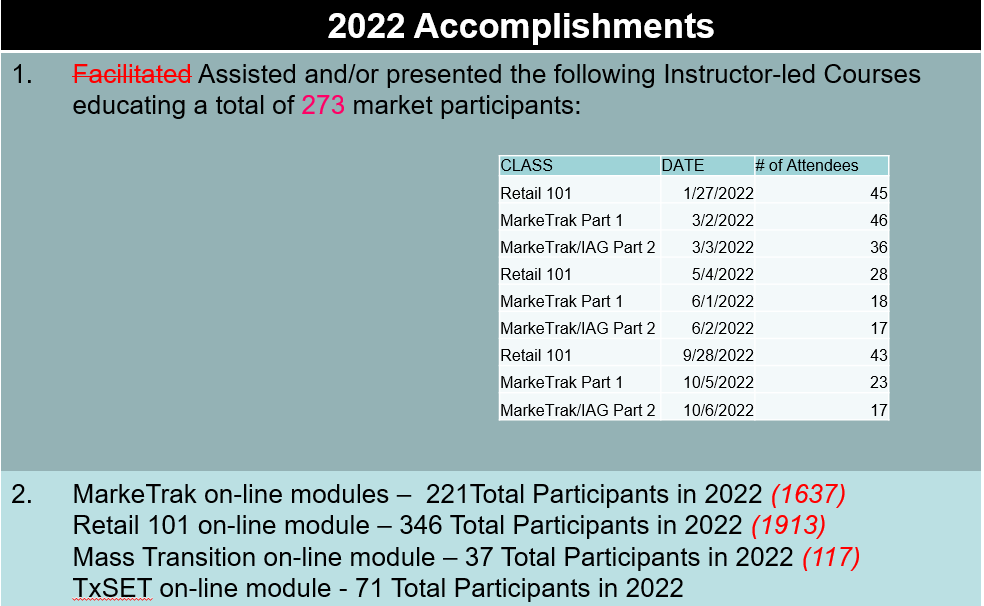 2022 Accomplishments
1. Facilitated Assisted and/or presented the following Instructor-led Courses
educating a total of 273 market participants:
CLASS DATE # of Attendees
Retail 101 1/27/2022 45
MarkeTrak Part 1 3/2/2022 46
MarkeTrak/IAG Part 2 3/3/2022 36
Retail 101 5/4/2022 28
MarkeTrak Part 1 6/1/2022 18
MarkeTrak/IAG Part 2 6/2/2022 17
Retail 101 9/28/2022 43
MarkeTrak Part 1 10/5/2022 23
MarkeTrak/IAG Part 2 10/6/2022 17
2. MarkeTrak on-line modules – 221Total Participants in 2022 (1637)
Retail 101 on-line module – 346 Total Participants in 2022 (1913)
Mass Transition on-line module – 37 Total Participants in 2022 (117)
TxSET on-line module - 71 Total Participants in 2022